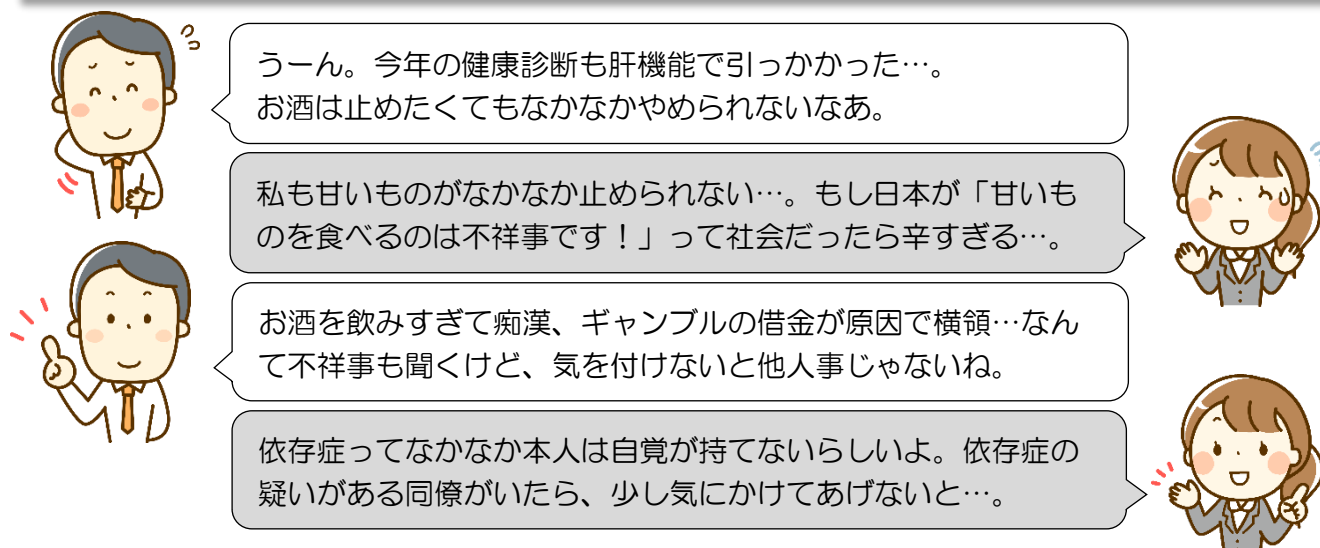 うーん。今年の健康診断も肝機能で引っかかった…。
お酒は止めたくてもなかなかやめられないなあ。
私も甘いものがなかなか止められない…。もし日本が「甘いも
のを食べるのは不祥事です！」って社会だったら辛すぎる…。
お酒を飲みすぎて痴漢、ギャンブルの借金が原因で横領…なん
て不祥事も聞くけど、気を付けないと他人事じゃないね。
依存症ってなかなか本人は自覚が持てないらしいよ。依存症の
疑いがある同僚がいたら、少し気にかけてあげないと…。